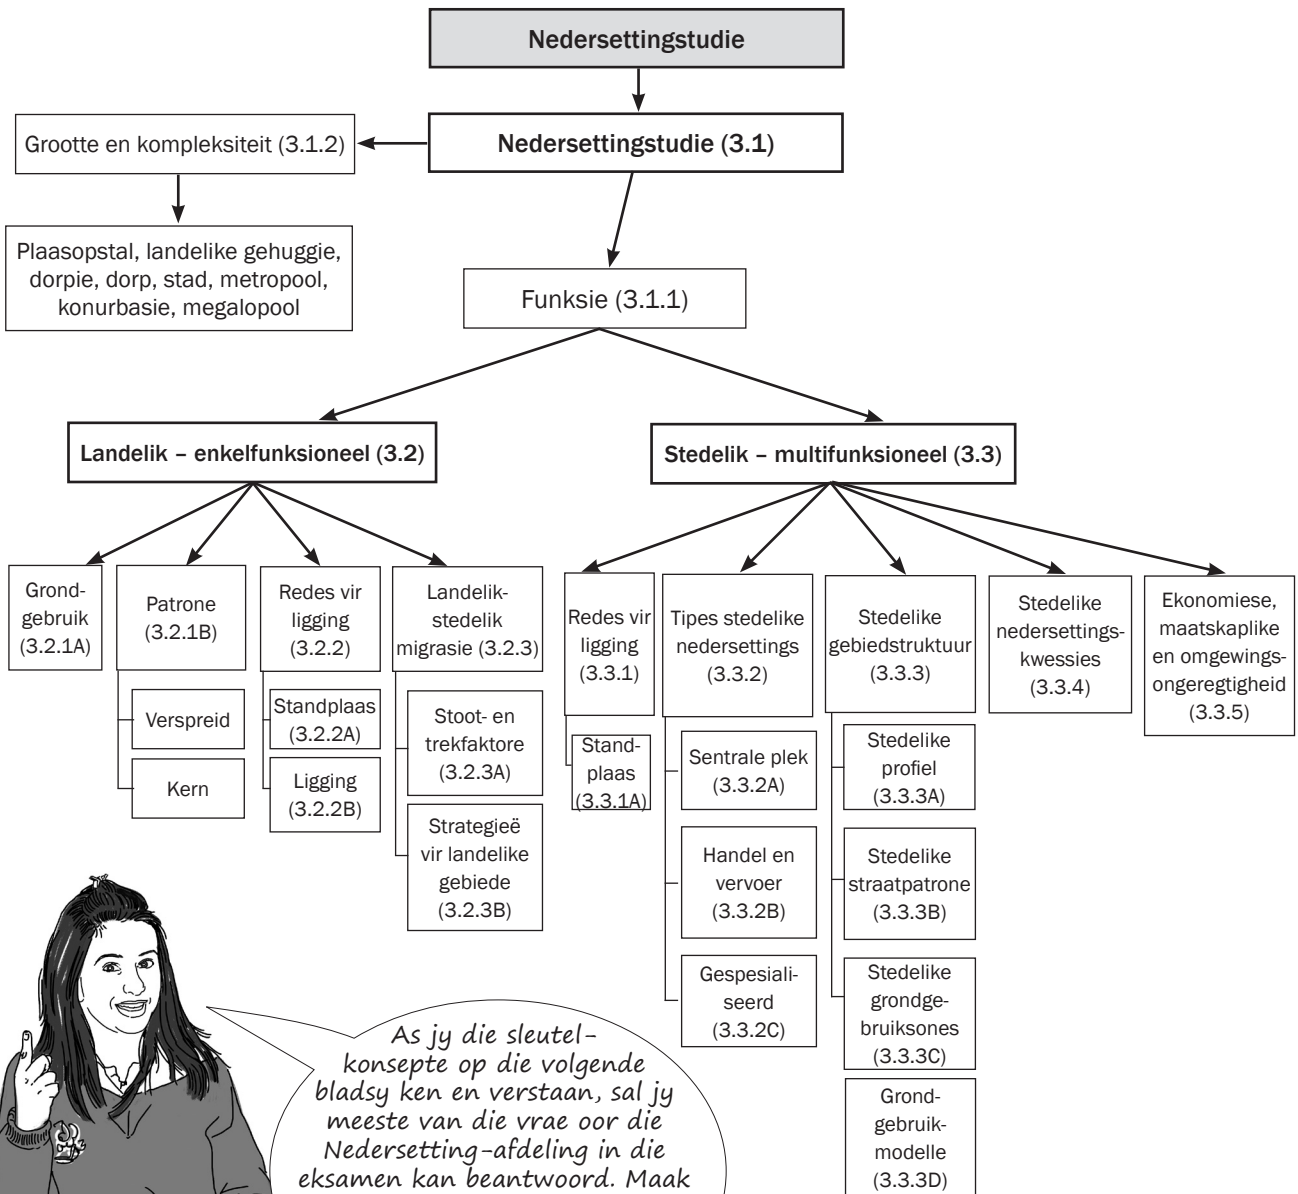 Nedersettingstudie
Nedersettingstudie (3.1)
Grootte en kompleksiteit (3.1.2)
Plaasopstal, landelike gehuggie,
dorpie, dorp, stad, metropool,
konurbasie, megalopool
Funksie (3.1.1)
Landelik – enkelfunksioneel (3.2)
Stedelik – multifunksioneel (3.3)
Grond-
gebruik
(3.2.1A)
Patrone
(3.2.1B)
Verspreid
Kern
Redes vir
ligging
(3.2.2)
Standplaas
(3.2.2A)
Ligging
(3.2.2B)
Landelik-
stedelik
migrasie (3.2.3)
Stoot- en
trekfaktore
(3.2.3A)
Strategieë
vir landelike
gebiede
(3.2.3B)
Redes vir
ligging
(3.3.1)
Stand-
plaas
(3.3.1A)
Tipes stedelike
nedersettings
(3.3.2)
Sentrale plek
(3.3.2A)
Handel en
vervoer
(3.3.2B)
Gespesiali-
seerd
(3.3.2C)
Stedelike
gebiedstruktuur
(3.3.3)
Stedelike
profiel
(3.3.3A)
Stedelike
straatpatrone
(3.3.3B)
Stedelike
grondge-
bruiksones
(3.3.3C)
Grond-
gebruik-
modelle
(3.3.3D)
Stedelike
nedersettings-
kwessies
(3.3.4)
Ekonomiese,
maatskaplike
en omgewings-
ongeregtigheid
(3.3.5)
As jy die sleutel-
konsepte op die volgende
bladsy ken en verstaan, sal jy
meeste van die vrae oor die
Nedersetting-afdeling in die
eksamen kan beantwoord. Maak